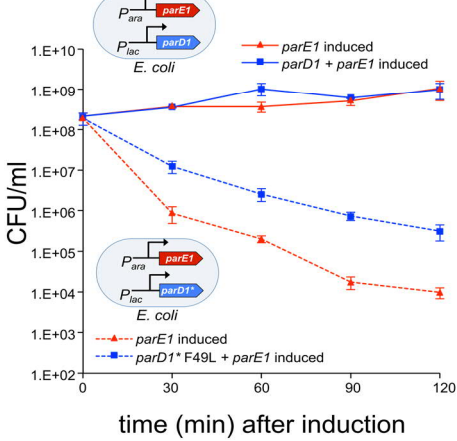 Para parE1
Plac parD1
E. coli
parE1 induced
parD1 + parE1 induced
1.E+10
1.E+09
1.E+08
1.E+07
1.E+06
1.E+05
1.E+04
1.E+03
1.E+02
CFU/ml
Para parE1
Plac parD1*
E. coli
parE1 induced
parD1* F49L + parE1 induced
0 30 60 90 120
time (min) after induction